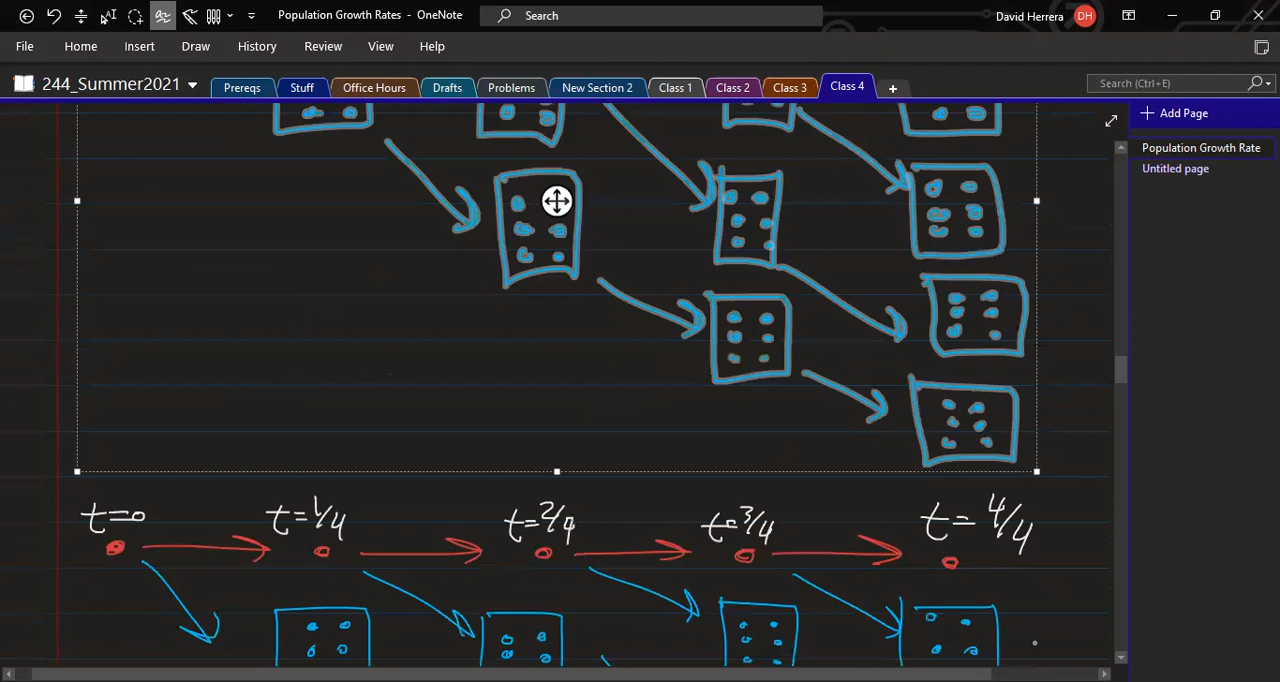 Population Growth Rates - OneNote
Search
David Herrera
DH
File Home Insert Draw History Review View Help
244_Summer2021
Prereqs Stuff Office Hours Drafts Problems New Section 2 Class 1 Class 2 Class 3 Class 4
Search (Ctrl+E)
Add Page
Population Growth Rate
Untitled page
t=0 t=1/4 t=2/4 t=3/4 t=4/4